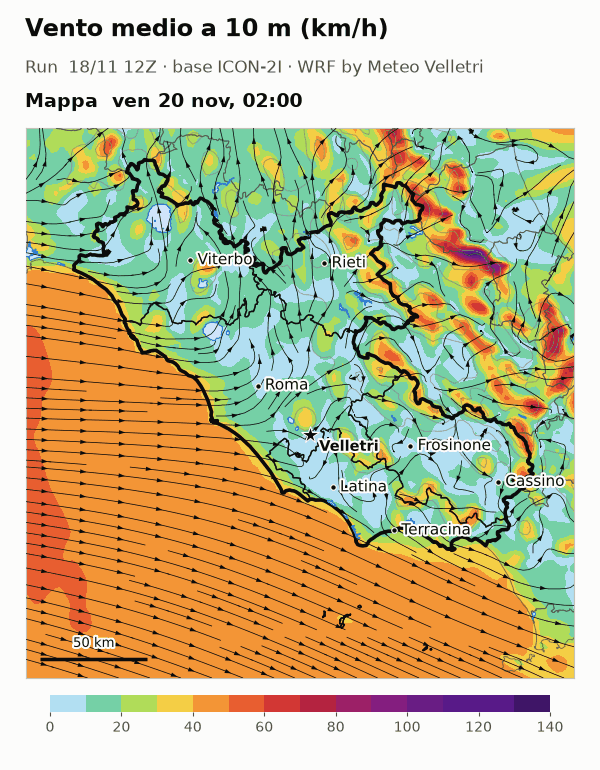 Vento medio a 10 m (km/h)
Run  18/11 12Z · base ICON-2I · WRF by Meteo Velletri
Mappa  ven 20 nov, 02:00
Viterbo
Rieti
Roma
Velletri
Frosinone
Latina
Cassino
Terracina
50 km
0 20 40 60 80 100 120 140